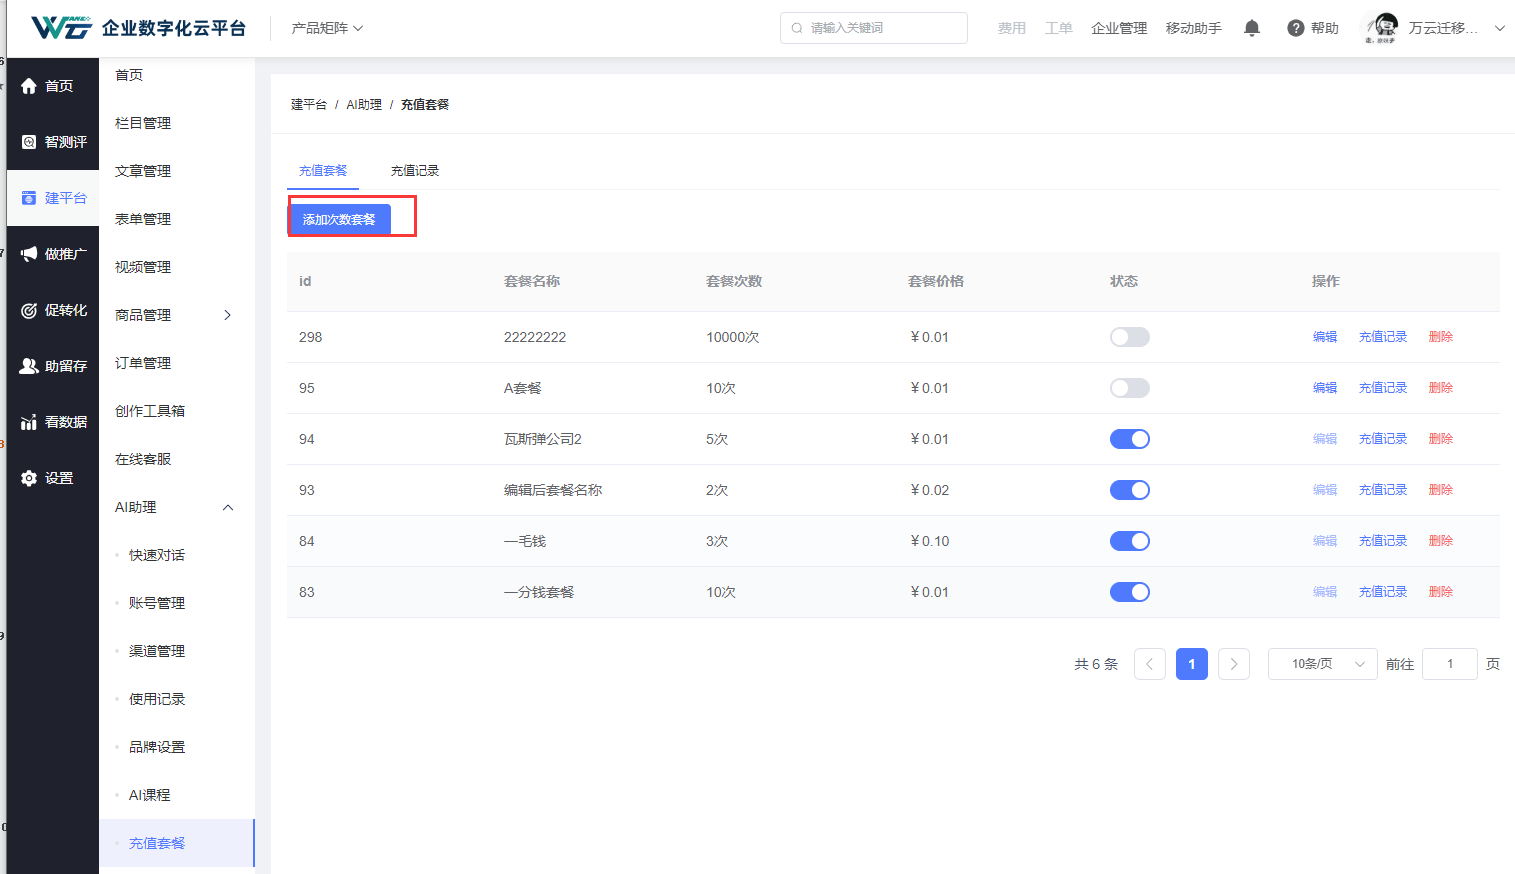 WG 企业数字化云平台
产品矩阵
请输入关键词
费用
工单
企业管理
移动助手
帮助
万云迁移...
首页
智测评
建平台
做推广
促转化
助留存
看数据
设置
首页
栏目管理
文章管理
表单管理
视频管理
商品管理
订单管理
创作工具箱
在线客服
AI助理
快速对话
账号管理
渠道管理
使用记录
品牌设置
AI课程
充值套餐
建平台 / AI助理 / 充值套餐
充值套餐 充值记录
添加次数套餐
id 套餐名称 套餐次数 套餐价格 状态 操作
298 22222222 10000次 ￥0.01 编辑 充值记录 删除
95 A套餐 10次 ￥0.01 编辑 充值记录 删除
94 瓦斯弹公司2 5次 ￥0.01 编辑 充值记录 删除
93 编辑后套餐名称 2次 ￥0.02 编辑 充值记录 删除
84 一毛钱 3次 ￥0.10 编辑 充值记录 删除
83 一分钱套餐 10次 ￥0.01 编辑 充值记录 删除
共 6 条 1 10条/页 前往 1 页